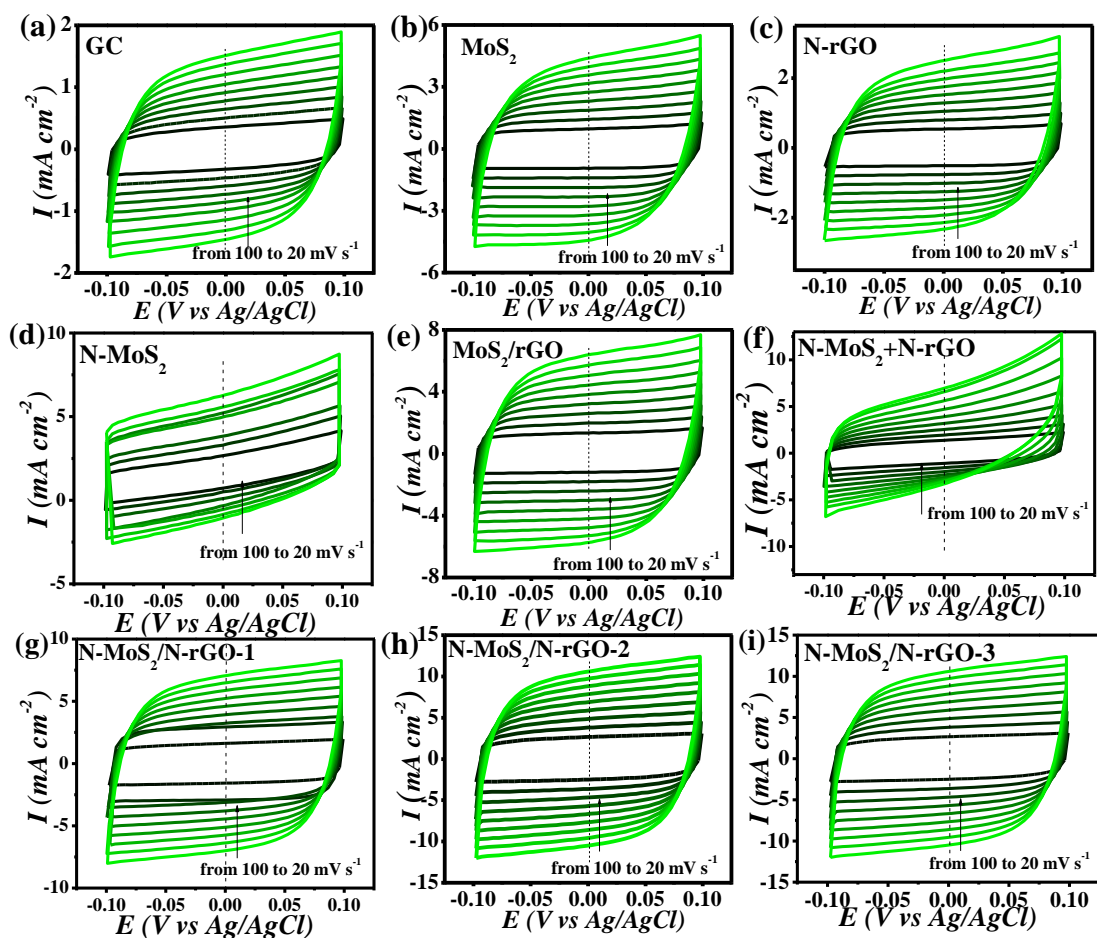 (a) GC
2
1
0
-1
-2
I (mA cm⁻²)
from 100 to 20 mV s⁻¹
-0.10 -0.05 0.00 0.05 0.10
E (V vs Ag/AgCl)
(b) MoS₂
6
3
0
-3
-6
I (mA cm⁻²)
from 100 to 20 mV s⁻¹
-0.10 -0.05 0.00 0.05 0.10
E (V vs Ag/AgCl)
(c) N-rGO
2
0
-2
I (mA cm⁻²)
from 100 to 20 mV s⁻¹
-0.10 -0.05 0.00 0.05 0.10
E (V vs Ag/AgCl)
(d) N-MoS₂
10
5
0
-5
I (mA cm⁻²)
from 100 to 20 mV s⁻¹
-0.10 -0.05 0.00 0.05 0.10
E (V vs Ag/AgCl)
(e) MoS₂/rGO
8
4
0
-4
-8
I (mA cm⁻²)
from 100 to 20 mV s⁻¹
-0.10 -0.05 0.00 0.05 0.10
E (V vs Ag/AgCl)
(f) N-MoS₂+N-rGO
10
5
0
-5
-10
I (mA cm⁻²)
from 100 to 20 mV s⁻¹
-0.10 -0.05 0.00 0.05 0.10
E (V vs Ag/AgCl)
(g) N-MoS₂/N-rGO-1
10
5
0
-5
-10
I (mA cm⁻²)
from 100 to 20 mV s⁻¹
-0.10 -0.05 0.00 0.05 0.10
E (V vs Ag/AgCl)
(h) N-MoS₂/N-rGO-2
15
10
5
0
-5
-10
-15
I (mA cm⁻²)
from 100 to 20 mV s⁻¹
-0.10 -0.05 0.00 0.05 0.10
E (V vs Ag/AgCl)
(i) N-MoS₂/N-rGO-3
15
10
5
0
-5
-10
-15
I (mA cm⁻²)
from 100 to 20 mV s⁻¹
-0.10 -0.05 0.00 0.05 0.10
E (V vs Ag/AgCl)